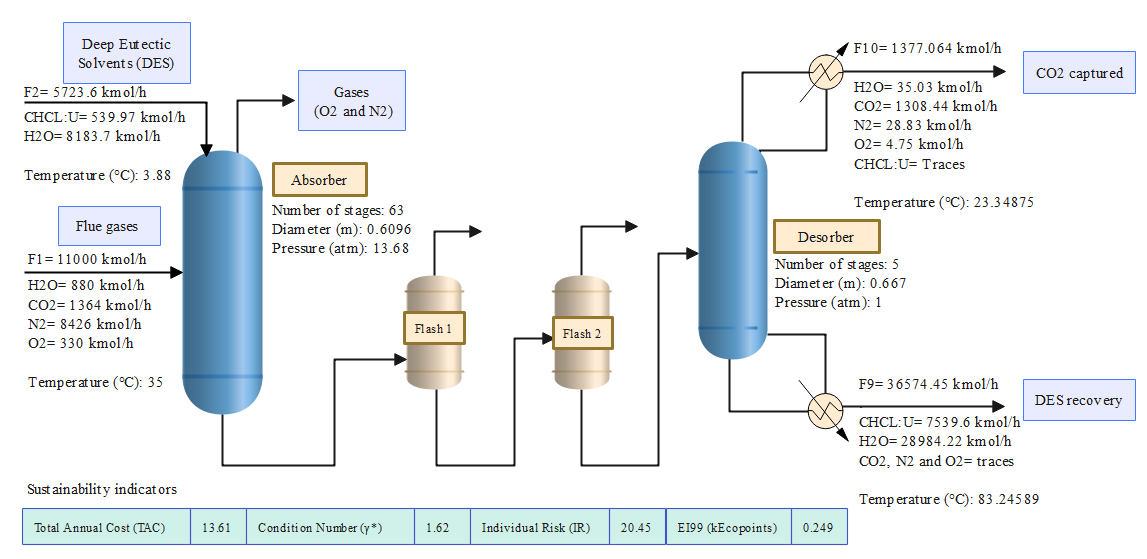 Deep Eutectic
Solvents (DES)
F2= 5723.6 kmol/h
CHCL:U= 539.97 kmol/h
H2O= 8183.7 kmol/h
Temperature (°C): 3.88
Gases
(O2 and N2)
Flue gases
F1= 11000 kmol/h
H2O= 880 kmol/h
CO2= 1364 kmol/h
N2= 8426 kmol/h
O2= 330 kmol/h
Temperature (°C): 35
Absorber
Number of stages: 63
Diameter (m): 0.6096
Pressure (atm): 13.68
Flash 1
Flash 2
F10= 1377.064 kmol/h
H2O= 35.03 kmol/h
CO2= 1308.44 kmol/h
N2= 28.83 kmol/h
O2= 4.75 kmol/h
CHCL:U= Traces
Temperature (°C): 23.34875
CO2 captured
Desorber
Number of stages: 5
Diameter (m): 0.667
Pressure (atm): 1
F9= 36574.45 kmol/h
CHCL:U= 7539.6 kmol/h
H2O= 28984.22 kmol/h
CO2, N2 and O2= traces
Temperature (°C): 83.24589
DES recovery
Sustainability indicators
Total Annual Cost (TAC) 13.61 Condition Number (γ*) 1.62 Individual Risk (IR) 20.45 EI99 (kEcopoints) 0.249